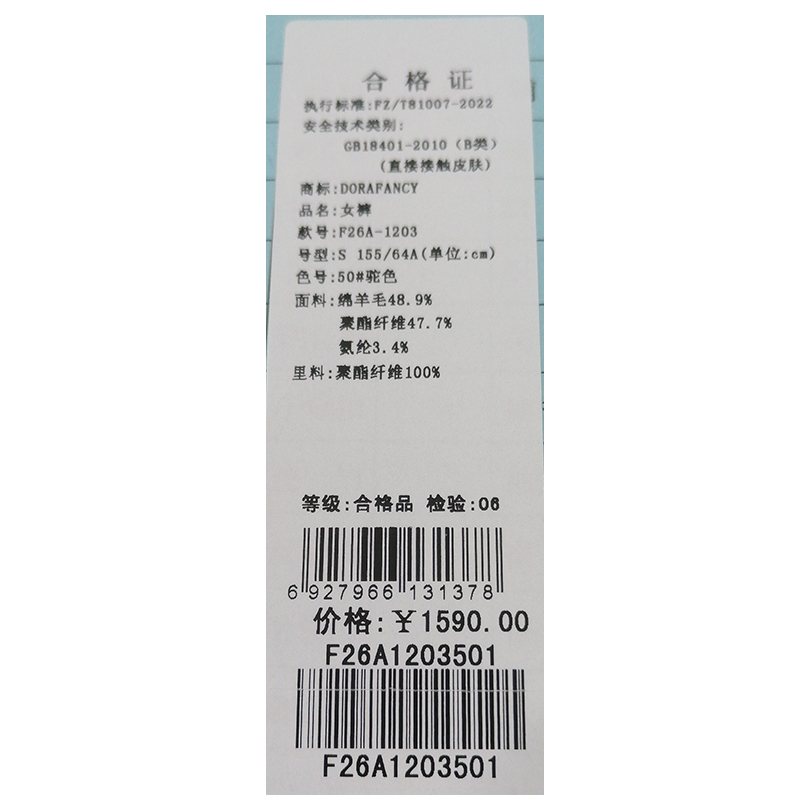 合格证
执行标准:FZ/T81007-2022
安全技术类别:
GB18401-2010（B类）
（直接接触皮肤）
商标:DORAFANCY
品名:女裤
款号:F26A-1203
号型:S 155/64A(单位:cm)
色号:50#驼色
面料:绵羊毛48.9%
聚酯纤维47.7%
氨纶3.4%
里料:聚酯纤维100%
等级:合格品 检验:06
6 927966 131378
价格:￥1590.00
F26A1203501
F26A1203501